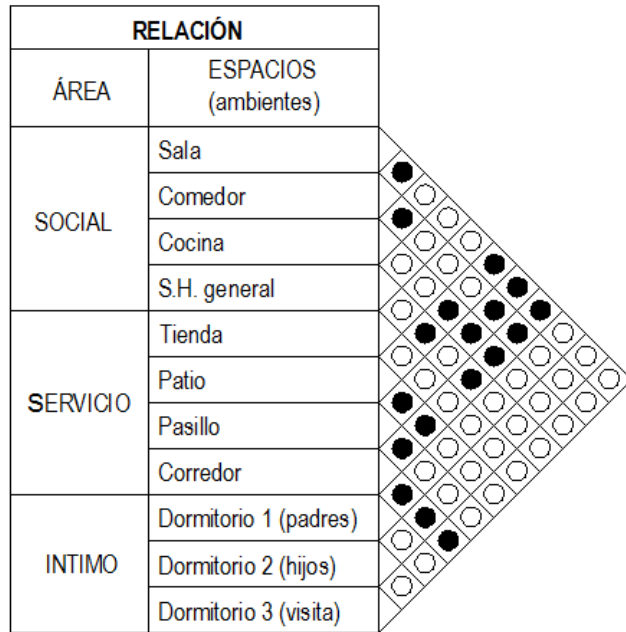 RELACIÓN
ÁREA
ESPACIOS
(ambientes)
SOCIAL
Sala
Comedor
Cocina
S.H. general
SERVICIO
Tienda
Patio
Pasillo
Corredor
INTIMO
Dormitorio 1 (padres)
Dormitorio 2 (hijos)
Dormitorio 3 (visita)